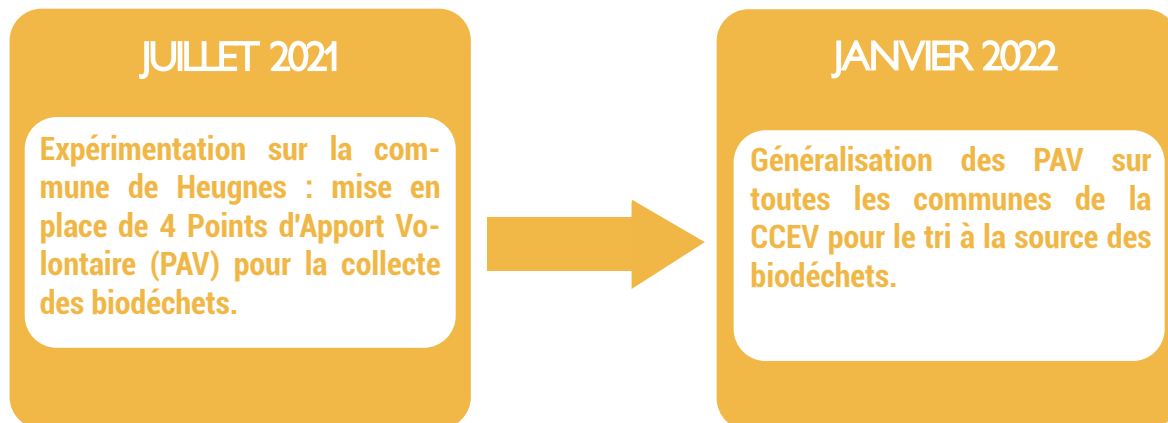 JUILLET 2021
Expérimentation sur la com-
mune de Heugnes : mise en
place de 4 Points d'Apport Vo-
lontaire (PAV) pour la collecte
des biodéchets.
JANVIER 2022
Généralisation des PAV sur
toutes les communes de la
CCEV pour le tri à la source des
biodéchets.